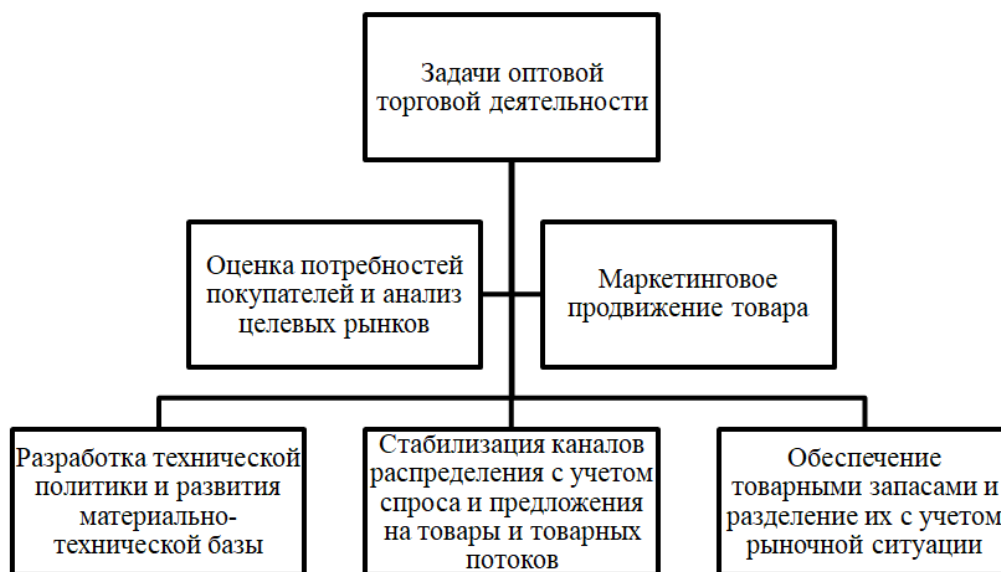 Задачи оптовой
торговой деятельности
Оценка потребностей
покупателей и анализ
целевых рынков
Маркетинговое
продвижение товара
Разработка технической
политики и развития
материально-
технической базы
Стабилизация каналов
распределения с учетом
спроса и предложения
на товары и товарных
потоков
Обеспечение
товарными запасами и
разделение их с учетом
рыночной ситуации